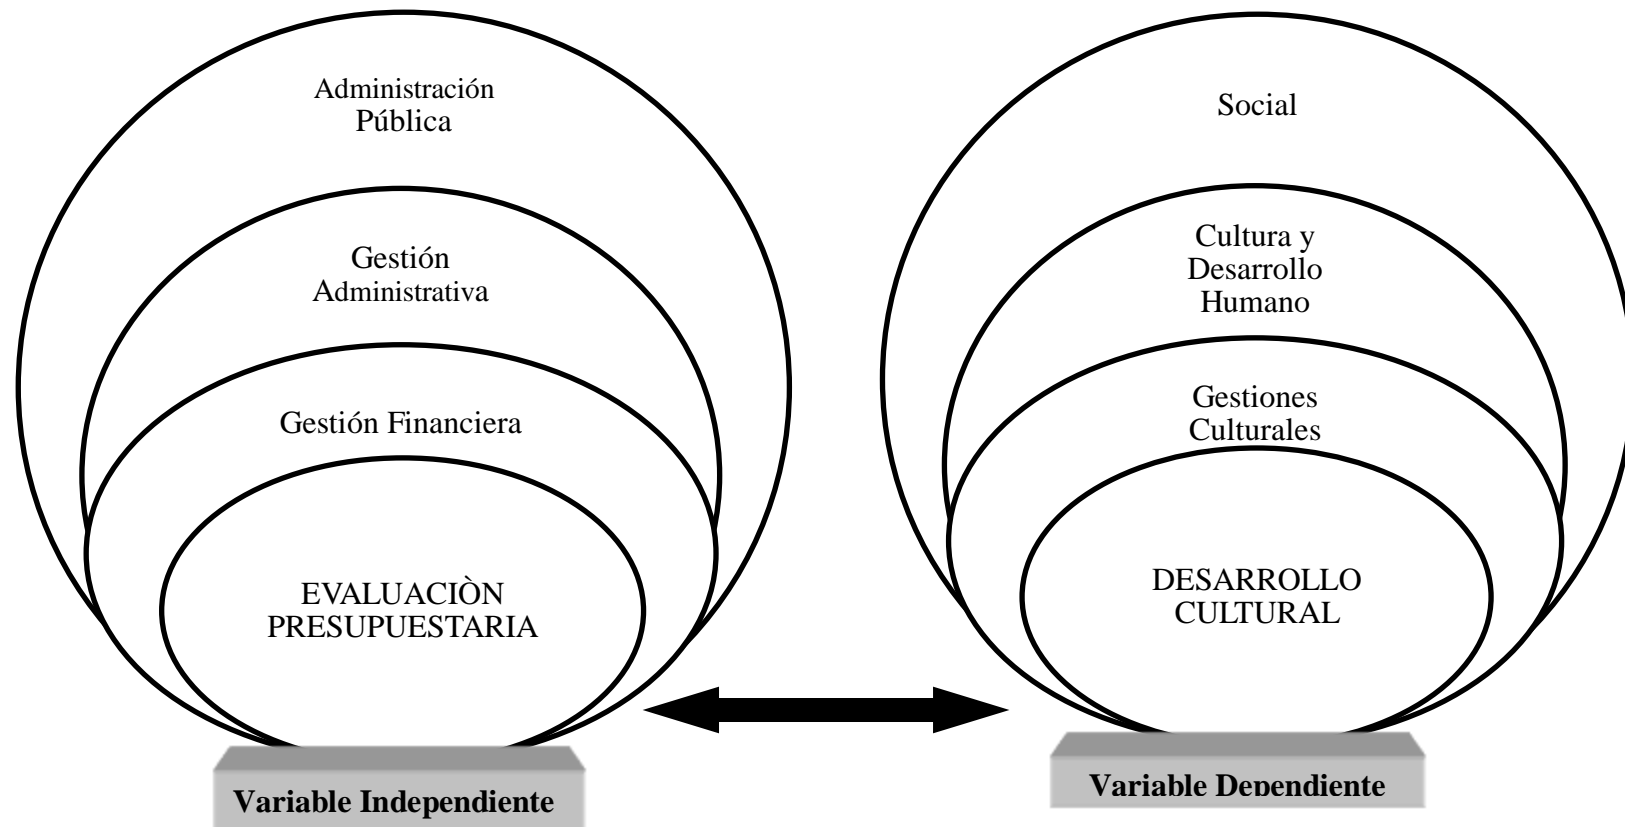 Administración
Pública
Gestión
Administrativa
Gestión Financiera
EVALUACIÒN
PRESUPUESTARIA
Variable Independiente
Social
Cultura y
Desarrollo
Humano
Gestiones
Culturales
DESARROLLO
CULTURAL
Variable Dependiente